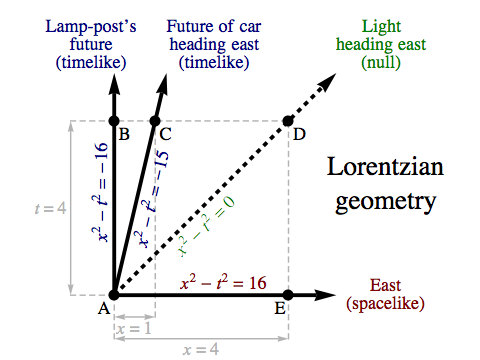 Lamp-post's
future
(timelike)
Future of car
heading east
(timelike)
Light
heading east
(null)
B
C
D
x² − t² = −16
x² − t² = −15
x² − t² = 0
Lorentzian
geometry
t = 4
x² − t² = 16
East
(spacelike)
A
E
x = 1
x = 4